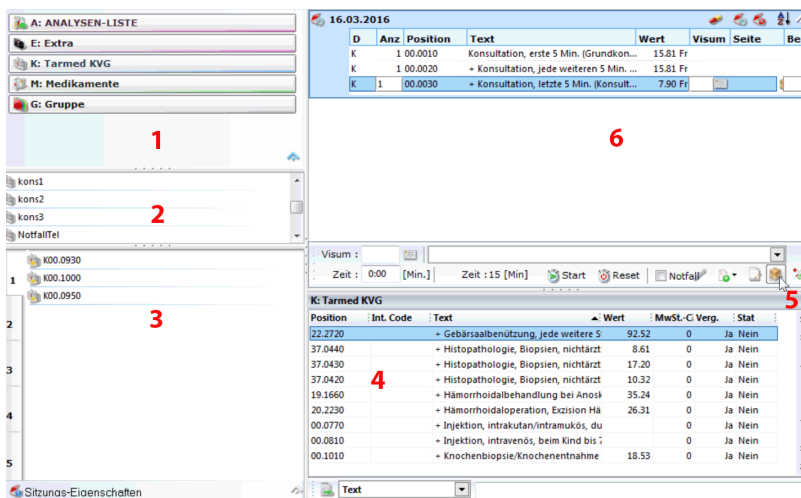 A: ANALYSEN-LISTE
E: Extra
K: Tarmed KVG
M: Medikamente
G: Gruppe
1
kons1
kons2
kons3
NotfallTel
2
K00.0930
1 K00.1000
K00.0950
3
2
3
4
5
Sitzungs-Eigenschaften
16.03.2016
D Anz Position Text Wert Visum Seite Be
K 1 00.0010 Konsultation, erste 5 Min. (Grundkon... 15.81 Fr
K 1 00.0020 + Konsultation, jede weiteren 5 Min. ... 15.81 Fr
K 1 00.0030 + Konsultation, letzte 5 Min. (Konsult... 7.90 Fr
6
Visum :
Zeit : 0:00 [Min.] Zeit :15 [Min] Start Reset Notfall
5
K: Tarmed KVG
Position Int. Code Text Wert MwSt.-C Verg. Stat
22.2720 + Gebärsaalbenützung, jede weitere S 92.52 0 Ja Nein
37.0440 + Histopathologie, Biopsien, nichtärzt 8.61 0 Ja Nein
37.0430 + Histopathologie, Biopsien, nichtärzt 17.20 0 Ja Nein
37.0420 + Histopathologie, Biopsien, nichtärzt 10.32 0 Ja Nein
19.1660 + Hämorrhoidalbehandlung bei Anosk 35.24 0 Ja Nein
20.2230 + Hämorrhoidaloperation, Exzision Hä 26.31 0 Ja Nein
00.0770 + Injektion, intrakutan/intramukös, du 0 Ja Nein
00.0810 + Injektion, intravenös, beim Kind bis 7 0 Ja Nein
00.1010 + Knochenbiopsie/Knochenentnahme 18.53 0 Ja Nein
4
Text